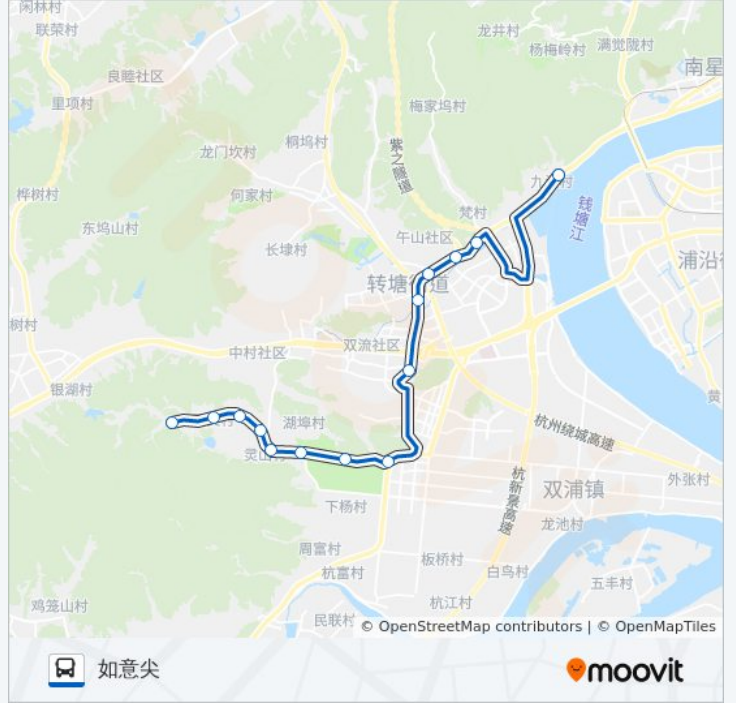 闲林村
联荣村
龙井村
杨梅岭村
满觉陇村
南星
良睦社区
里项村
梅家坞村
桐坞村
龙门坎村
紫之隧道
桦树村
何家村
钱塘江
梵村
东坞山村
午山社区
长埭村
浦沿街
转塘街道
树村
双流社区
中村社区
银湖村
黄
湖埠村
杭州绕城高速
杭新景高速
外张村
双浦镇
下杨村
龙池村
周富村
板桥村
杭富村
白鸟村
五丰村
杭江村
鸡笼山村
民联村
© OpenStreetMap contributors | © OpenMapTiles
如意尖
moovit